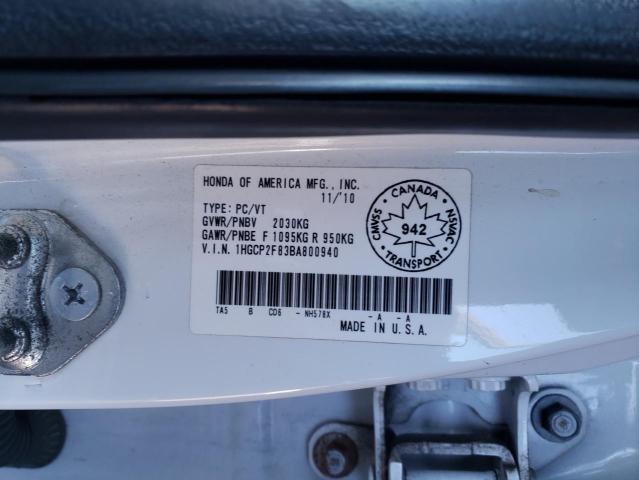 HONDA OF AMERICA MFG., INC.
11/'10
TYPE: PC/VT
GVWR/PNBV 2030KG
GAWR/PNBE F 1095KG R 950KG
V.I.N. 1HGCP2F83BA800940
CANADA
CMVSS
942
NSVAC
TRANSPORT
TA5 B CD6 - NH578X - A - A
MADE IN U.S.A.